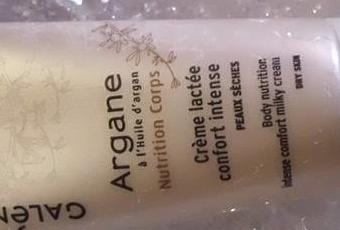 Argane
à l'Huile d'argan
Nutrition Corps
Crème lactée
confort intense
PEAUX SÈCHES
Body nutrition
intense comfort milky cream
DRY SKIN